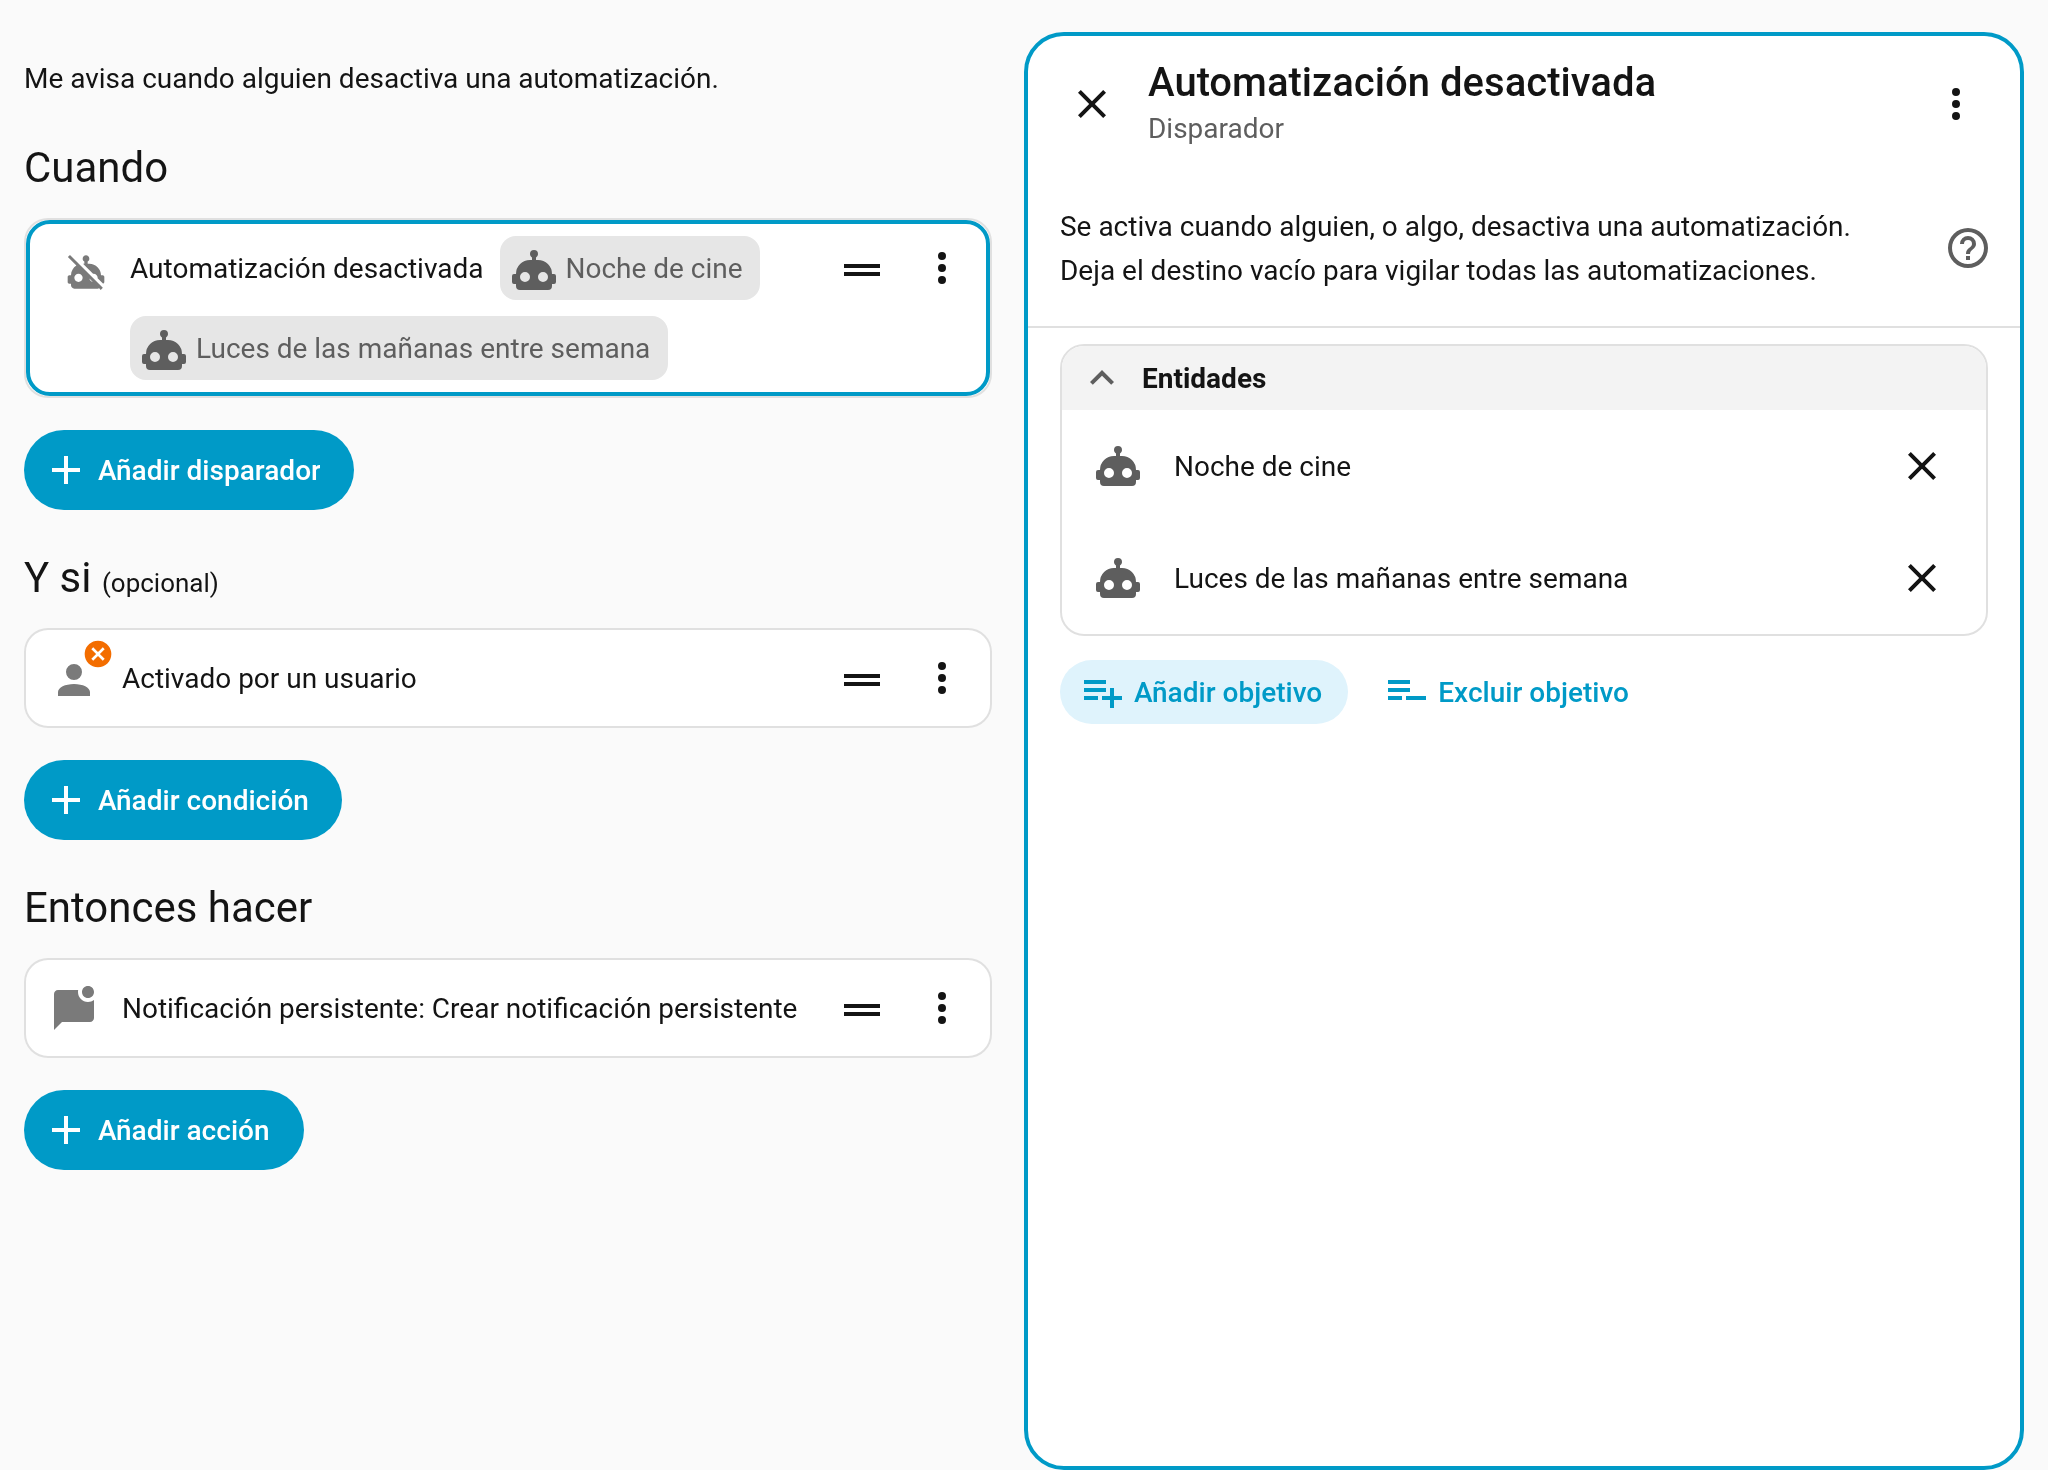 Me avisa cuando alguien desactiva una automatización.
Cuando
Automatización desactivada
Noche de cine
Luces de las mañanas entre semana
Añadir disparador
Y si (opcional)
Activado por un usuario
Añadir condición
Entonces hacer
Notificación persistente: Crear notificación persistente
Añadir acción
Automatización desactivada
Disparador
Se activa cuando alguien, o algo, desactiva una automatización.
Deja el destino vacío para vigilar todas las automatizaciones.
Entidades
Noche de cine
Luces de las mañanas entre semana
Añadir objetivo
Excluir objetivo